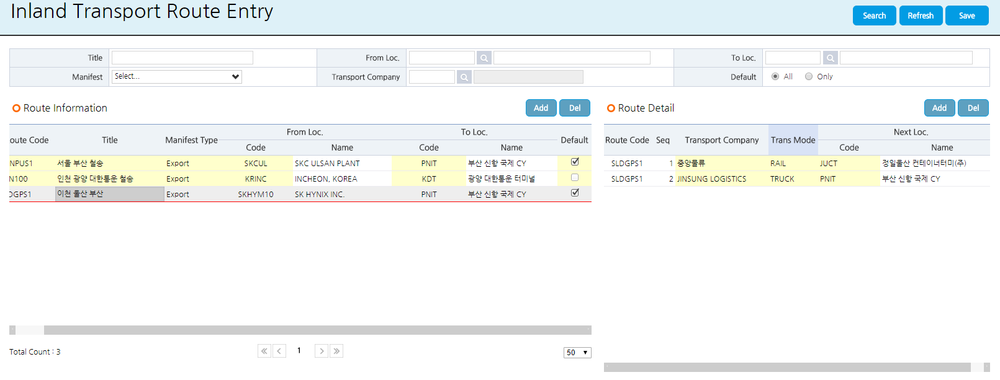 Inland Transport Route Entry
Search Refresh Save
Title From Loc. To Loc.
Manifest Select... Transport Company Default All Only
Route Information Add Del
Route Detail Add Del
oute Code Title Manifest Type From Loc. Code Name To Loc. Code Name Default
NPUS1 서울 부산 철송 Export SKCUL SKC ULSAN PLANT PNIT 부산 신항 국제 CY
N100 인천 광양 대한통운 철송 Export KRINC INCHEON, KOREA KDT 광양 대한통운 터미널
DGPS1 이천 울산 부산 Export SKHYM10 SK HYNIX INC. PNIT 부산 신항 국제 CY
Route Code Seq Transport Company Trans Mode Next Loc. Code Name
SLDGPS1 1 중앙물류 RAIL JUCT 정일울산 컨테이너터미(주)
SLDGPS1 2 JINSUNG LOGISTICS TRUCK PNIT 부산 신항 국제 CY
Total Count : 3 1 50